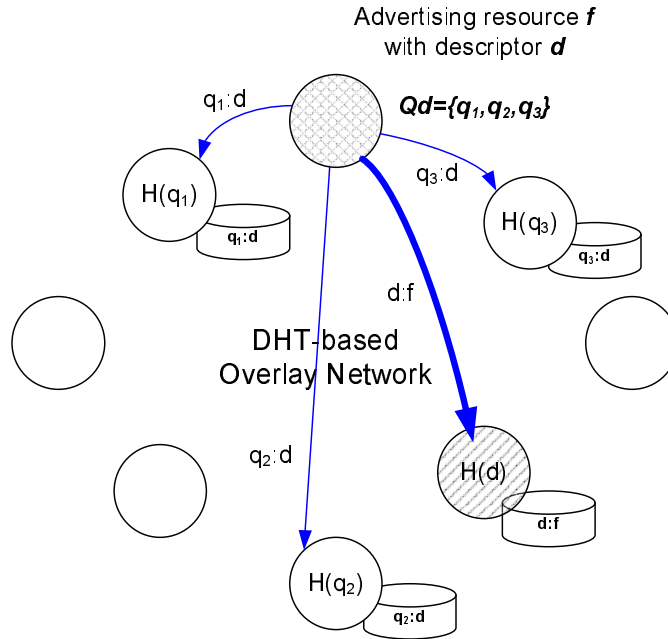 Advertising resource f
with descriptor d
q₁:d
Qd={q₁,q₂,q₃}
q₃:d
H(q₁)
q₁:d
H(q₃)
q₃:d
d:f
DHT-based
Overlay Network
q₂:d
H(d)
d:f
H(q₂)
q₂:d